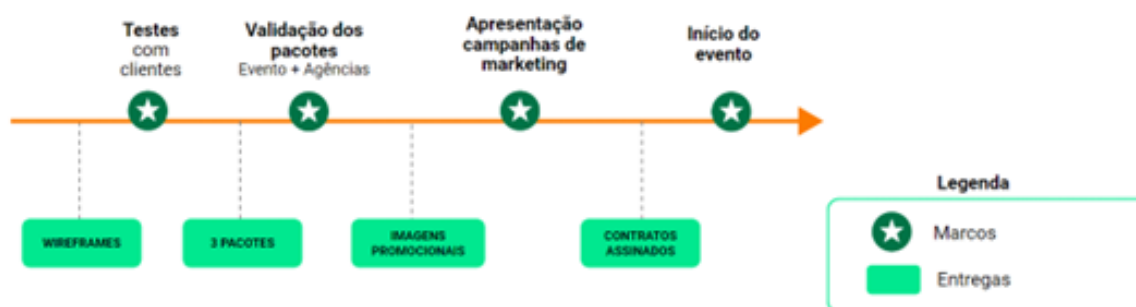 Testes
com
clientes
Validação dos
pacotes
Evento + Agências
Apresentação
campanhas de
marketing
Início do
evento
WIREFRAMES
3 PACOTES
IMAGENS
PROMOCIONAIS
CONTRATOS
ASSINADOS
Legenda
Marcos
Entregas